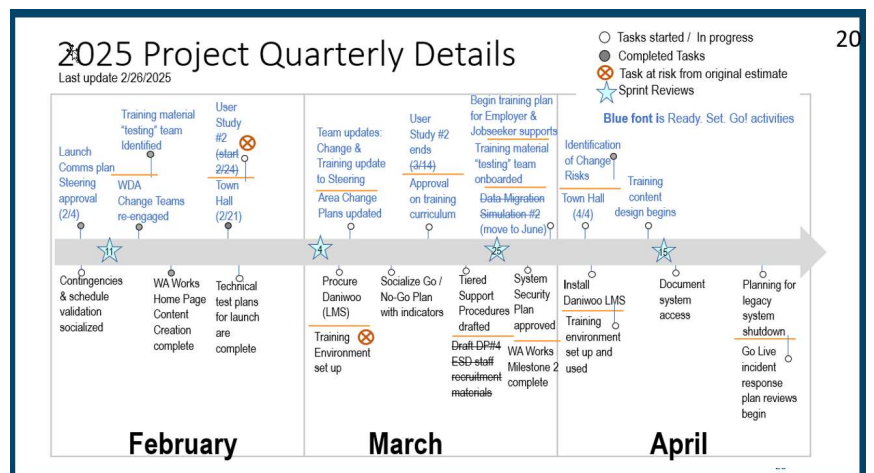 2025 Project Quarterly Details
Last update 2/26/2025
Tasks started / In progress
Completed Tasks
Task at risk from original estimate
Sprint Reviews
20
Blue font is Ready. Set. Go! activities
Launch
Comms plan
Steering
approval
(2/4)
Training material
"testing" team
Identified
WDA
Change Teams
re-engaged
User
Study
#2
(start
2/24)
Town
Hall
(2/21)
Team updates:
Change &
Training update
to Steering
Area Change
Plans updated
User
Study #2
ends
(3/14)
Approval
on training
curriculum
Begin training plan
for Employer &
Jobseeker supports
Training material
"testing" team
onboarded
Data Migration
Simulation #2
(move to June)
Identification
of Change
Risks
Town Hall
(4/4)
Training
content
design begins
11
4
25
15
Contingencies
& schedule
validation
socialized
WA Works
Home Page
Content
Creation
complete
Technical
test plans
for launch
are
complete
Procure
Daniwoo
(LMS)
Training
Environment
set up
Socialize Go /
No-Go Plan
with indicators
Tiered
Support
Procedures
drafted
Draft DP#4
ESD staff
recruitment
materials
System
Security
Plan
approved
WA Works
Milestone 2
complete
Install
Daniwoo LMS
Training
environment
set up and
used
Document
system
access
Planning for
legacy
system
shutdown
Go Live
incident
response
plan reviews
begin
February
March
April